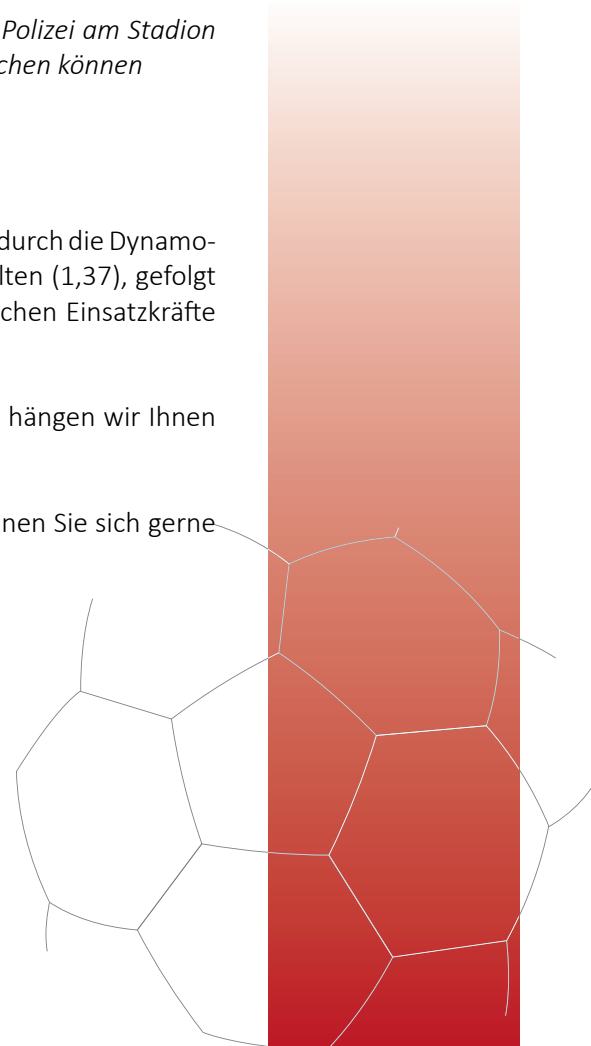 Polizei am Stadion
chen können
durch die Dynamo-
lten (1,37), gefolgt
chen Einsatzkräfte
hängen wir Ihnen
nen Sie sich gerne